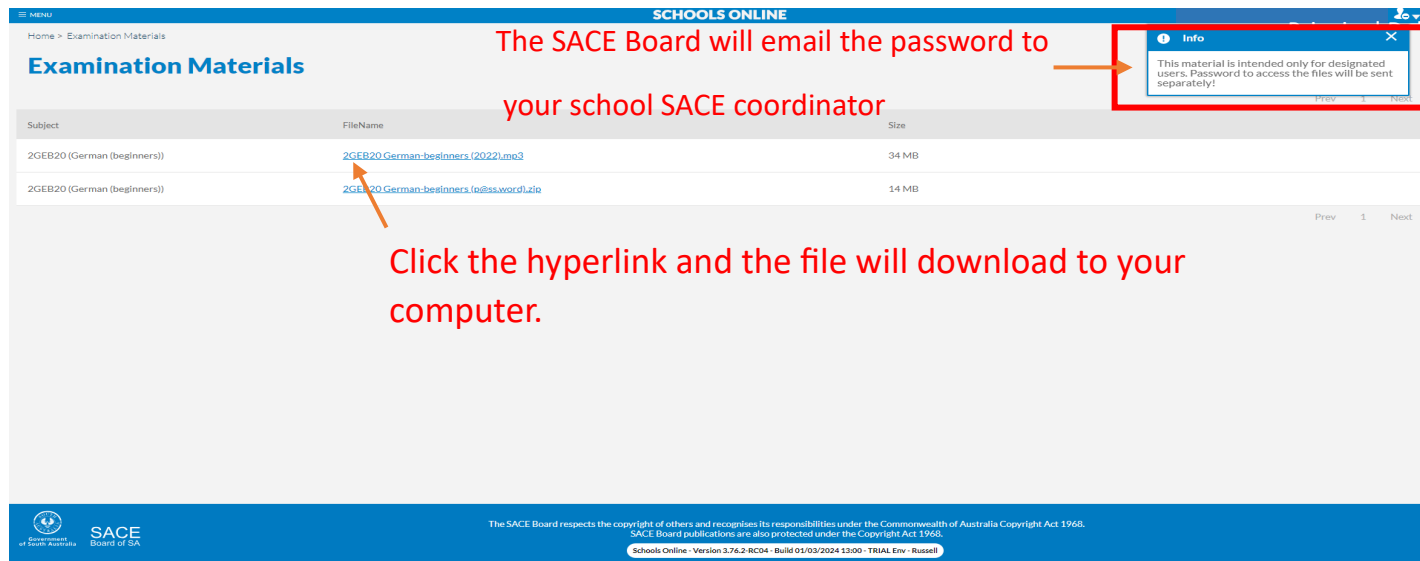 ≡ MENU
SCHOOLS ONLINE
Home > Examination Materials
Examination Materials
The SACE Board will email the password to
your school SACE coordinator
Info
This material is intended only for designated
users. Password to access the files will be sent
separately!
Prev 1 Next
Subject FileName Size
2GEB20 (German (beginners)) 2GEB20 German-beginners (2022).mp3 34 MB
2GEB20 (German (beginners)) 2GEB20 German-beginners (p@ss.word).zip 14 MB
Prev 1 Next
Click the hyperlink and the file will download to your
computer.
Government
of South Australia
SACE
Board of SA
The SACE Board respects the copyright of others and recognises its responsibilities under the Commonwealth of Australia Copyright Act 1968.
SACE Board publications are also protected under the Copyright Act 1968.
Schools Online - Version 3.76.2-RC04 - Build 01/03/2024 13:00 - TRIAL Env - Russell